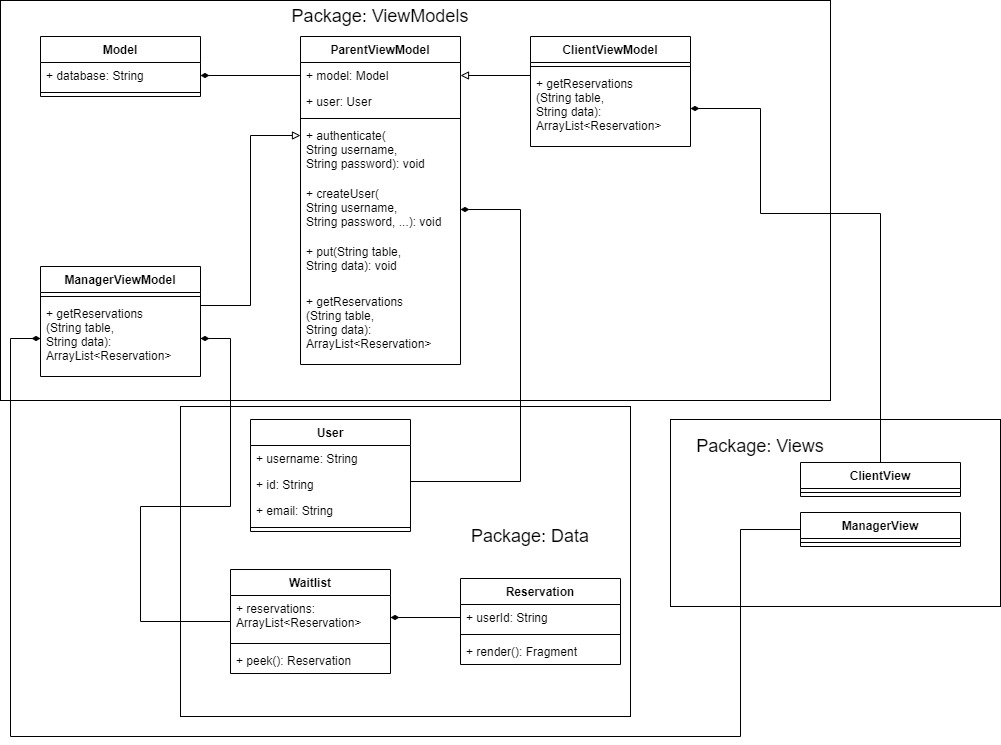 Package: ViewModels
Model
+ database: String
ParentViewModel
+ model: Model
+ user: User
+ authenticate(
String username,
String password): void
+ createUser(
String username,
String password, ...): void
+ put(String table,
String data): void
+ getReservations
(String table,
String data):
ArrayList<Reservation>
ClientViewModel
+ getReservations
(String table,
String data):
ArrayList<Reservation>
ManagerViewModel
+ getReservations
(String table,
String data):
ArrayList<Reservation>
User
+ username: String
+ id: String
+ email: String
Package: Data
Waitlist
+ reservations:
ArrayList<Reservation>
+ peek(): Reservation
Reservation
+ userId: String
+ render(): Fragment
Package: Views
ClientView
ManagerView